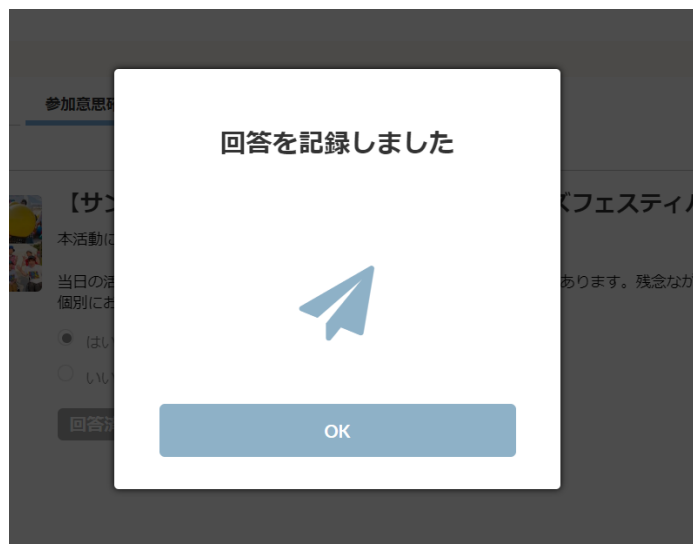 参加意思
回答を記録しました
【サン
ズフェスティ
本活動に
当日の活
あります。残念なが
個別にお
はい
いい
回答済
OK